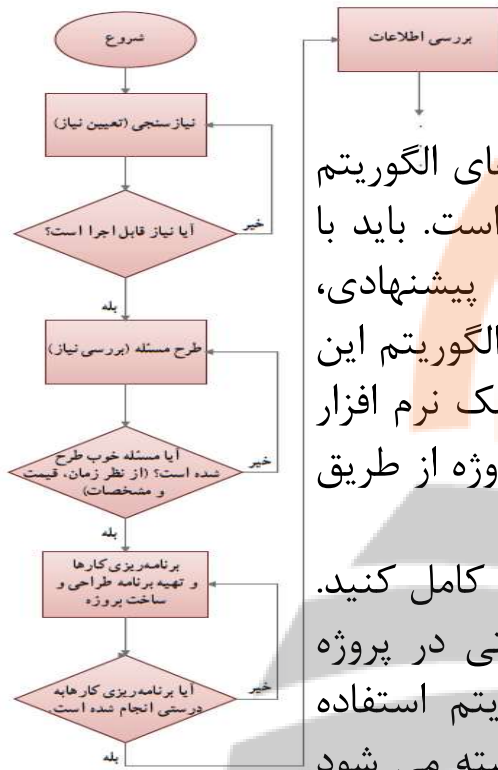 شروع
نیازسنجی (تعیین نیاز)
آیا نیاز قابل اجرا است؟
خیر
بله
طرح مسئله (بررسی نیاز)
آیا مسئله خوب طرح
شده است؟ (از نظر زمان، قیمت
و مشخصات)
خیر
بله
برنامه‌ریزی کارها
و تهیه برنامه طراحی و
ساخت پروژه
آیا برنامه‌ریزی کارها به
درستی انجام شده است
خیر
بله
بررسی اطلاعات
های الگوریتم
است. باید با
پیشنهادی،
الگوریتم این
ک نرم افزار
وژه از طریق
کامل کنید.
نی در پروژه
یتم استفاده